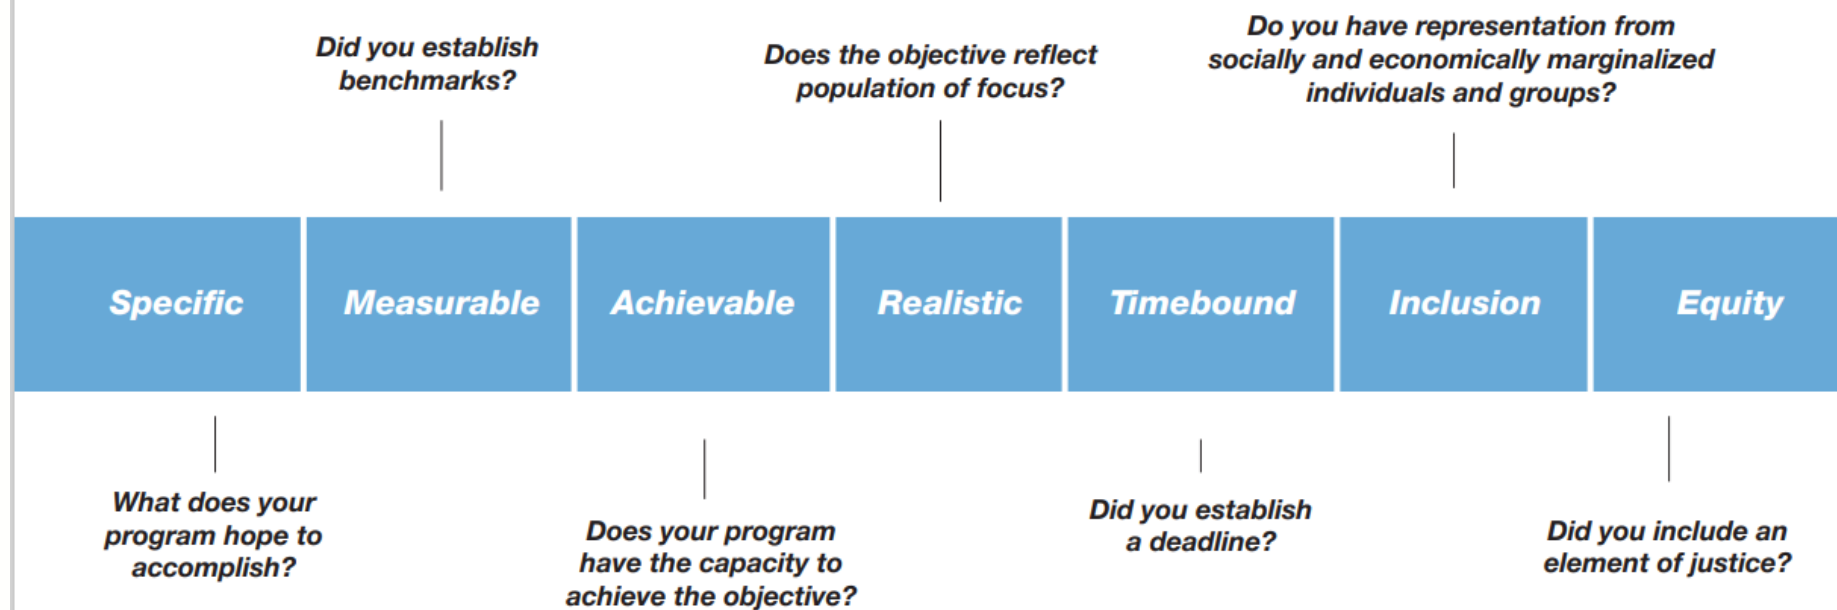 Did you establish
benchmarks?
Does the objective reflect
population of focus?
Do you have representation from
socially and economically marginalized
individuals and groups?
Specific
Measurable
Achievable
Realistic
Timebound
Inclusion
Equity
What does your
program hope to
accomplish?
Does your program
have the capacity to
achieve the objective?
Did you establish
a deadline?
Did you include an
element of justice?